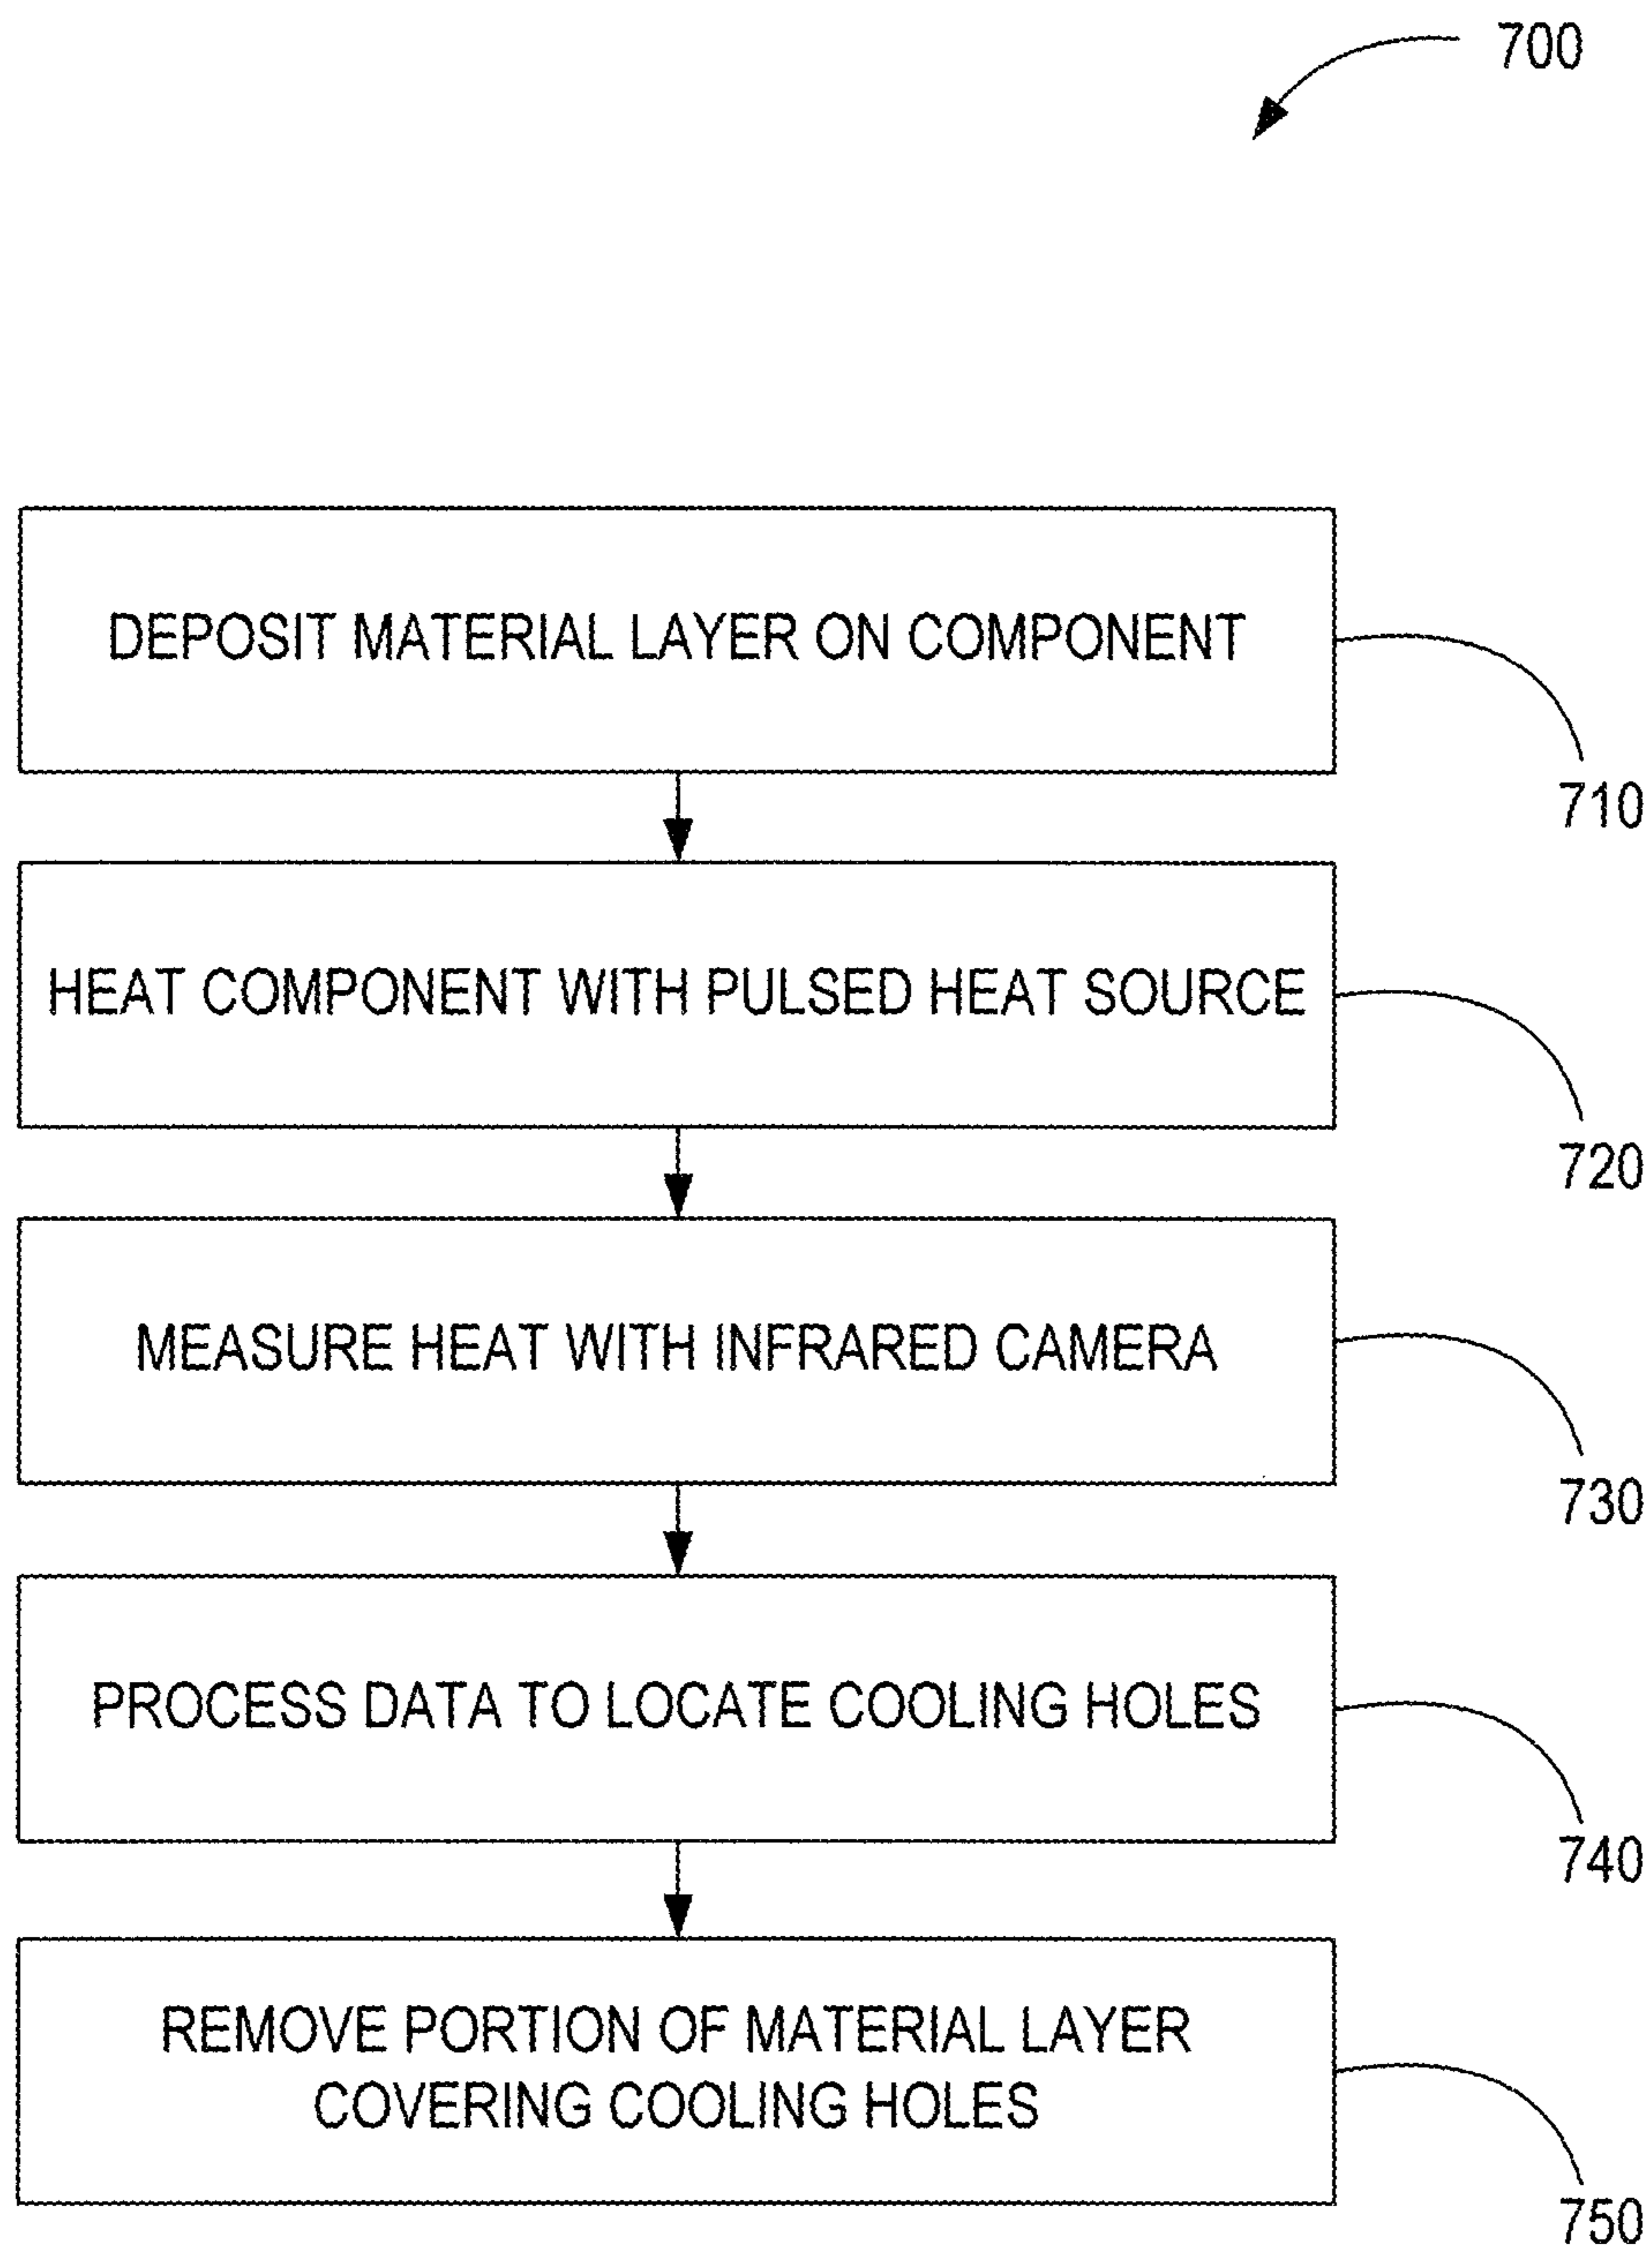 700
DEPOSIT MATERIAL LAYER ON COMPONENT
710
HEAT COMPONENT WITH PULSED HEAT SOURCE
720
MEASURE HEAT WITH INFRARED CAMERA
730
PROCESS DATA TO LOCATE COOLING HOLES
740
REMOVE PORTION OF MATERIAL LAYER
COVERING COOLING HOLES
750